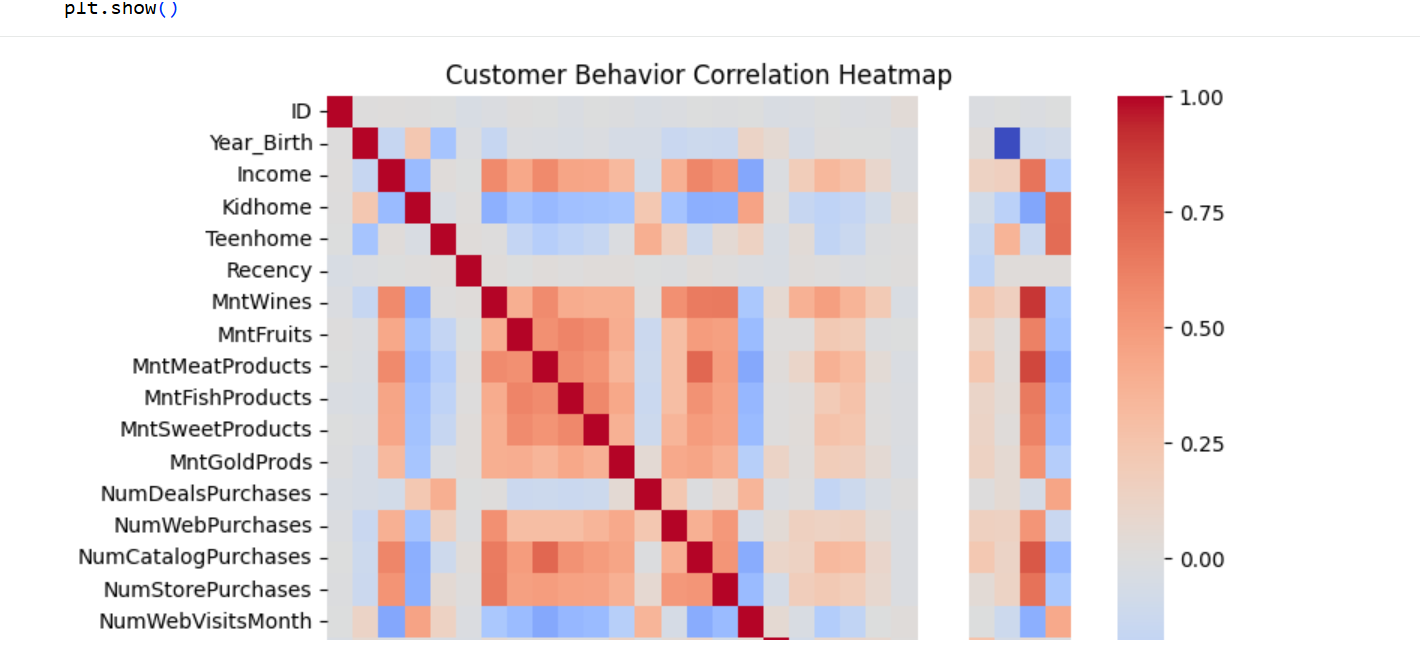 plt.show()
Customer Behavior Correlation Heatmap
ID
Year_Birth
Income
Kidhome
Teenhome
Recency
MntWines
MntFruits
MntMeatProducts
MntFishProducts
MntSweetProducts
MntGoldProds
NumDealsPurchases
NumWebPurchases
NumCatalogPurchases
NumStorePurchases
NumWebVisitsMonth
1.00
0.75
0.50
0.25
0.00